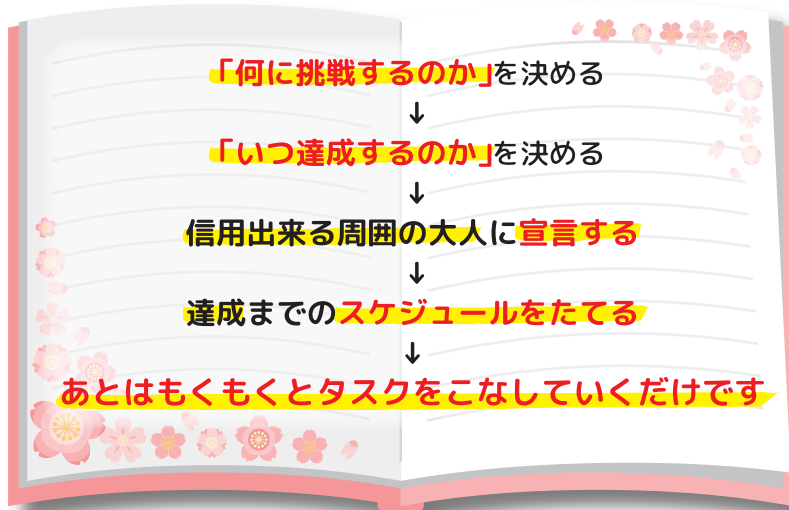 「何に挑戦するのか」を決める
↓
「いつ達成するのか」を決める
↓
信用出来る周囲の大人に宣言する
↓
達成までのスケジュールをたてる
↓
あとはもくもくとタスクをこなしていくだけです